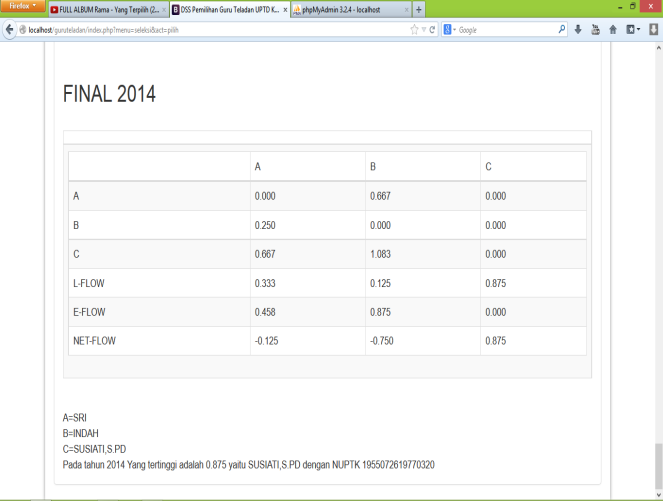 Firefox
FULL ALBUM Rama - Yang Terpilih (2... × DSS Pemilihan Guru Teladan UPTD K... × phpMyAdmin 3.2.4 - localhost × +
localhost/guruteladan/index.php?menu=seleksi&act=pilih Google
FINAL 2014
A B C
A 0.000 0.667 0.000
B 0.250 0.000 0.000
C 0.667 1.083 0.000
L-FLOW 0.333 0.125 0.875
E-FLOW 0.458 0.875 0.000
NET-FLOW -0.125 -0.750 0.875
A=SRI
B=INDAH
C=SUSIATI,S.PD
Pada tahun 2014 Yang tertinggi adalah 0.875 yaitu SUSIATI,S.PD dengan NUPTK 1955072619770320